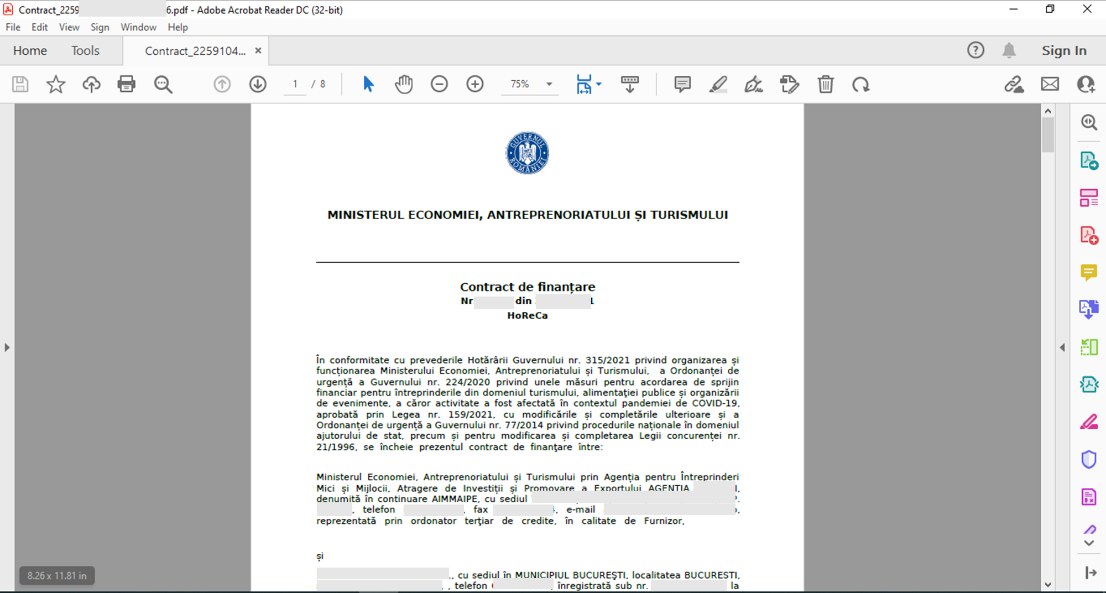 Contract_2259 6.pdf - Adobe Acrobat Reader DC (32-bit)
File Edit View Sign Window Help
Home Tools Contract_2259104... × Sign In
1 / 8 75%
GUVERNUL ROMÂNIEI
MINISTERUL ECONOMIEI, ANTREPRENORIATULUI ȘI TURISMULUI
Contract de finanțare
Nr din 1
HoReCa
În conformitate cu prevederile Hotărârii Guvernului nr. 315/2021 privind organizarea și
funcționarea Ministerului Economiei, Antreprenoriatului și Turismului, a Ordonanței de
urgență a Guvernului nr. 224/2020 privind unele măsuri pentru acordarea de sprijin
financiar pentru întreprinderile din domeniul turismului, alimentației publice și organizării
de evenimente, a căror activitate a fost afectată în contextul pandemiei de COVID-19,
aprobată prin Legea nr. 159/2021, cu modificările și completările ulterioare și a
Ordonanței de urgență a Guvernului nr. 77/2014 privind procedurile naționale în domeniul
ajutorului de stat, precum și pentru modificarea și completarea Legii concurenței nr.
21/1996, se încheie prezentul contract de finanțare între:
Ministerul Economiei, Antreprenoriatului și Turismului prin Agenția pentru Întreprinderi
Mici și Mijlocii, Atragere de Investiții și Promovare a Exportului AGENTIA ,
denumită în continuare AIMMAIPE, cu sediul
, telefon , fax , e-mail ,
reprezentată prin ordonator terțiar de credite, în calitate de Furnizor,
și
, cu sediul în MUNICIPIUL BUCUREŞTI, localitatea BUCURESTI,
, telefon , înregistrată sub nr. la
8.26 x 11.81 in